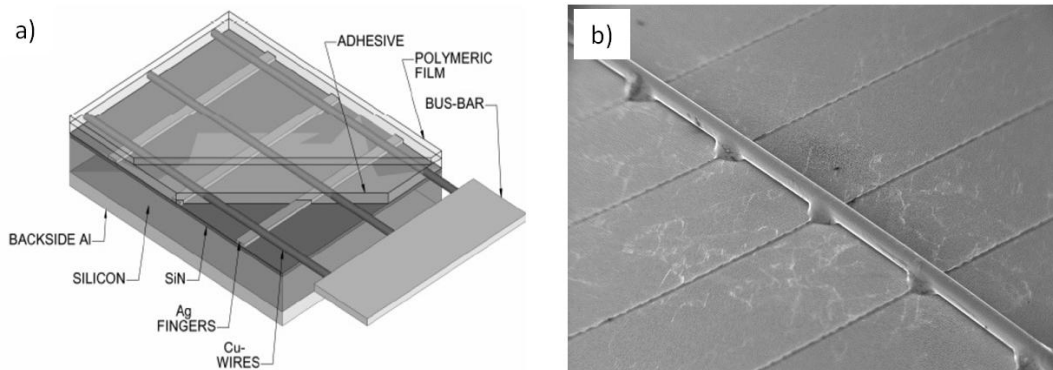 a)
ADHESIVE
POLYMERIC
FILM
BUS-BAR
BACKSIDE Al
SILICON
SiN
Ag
FINGERS
Cu-
WIRES
b)